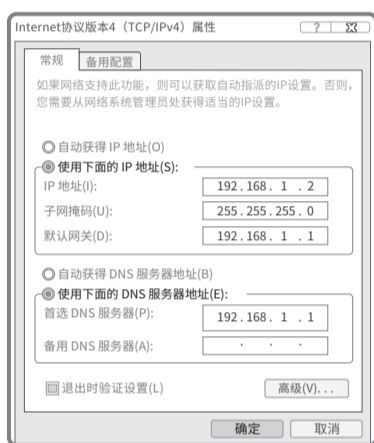 Internet协议版本4（TCP/IPv4）属性
常规 备用配置
如果网络支持此功能，则可以获取自动指派的IP设置。否则，
您需要从网络系统管理员处获得适当的IP设置。
自动获得 IP 地址(O)
使用下面的 IP 地址(S):
IP 地址(I): 192.168. 1 . 2
子网掩码(U): 255.255.255. 0
默认网关(D): 192.168. 1 . 1
自动获得 DNS 服务器地址(B)
使用下面的 DNS 服务器地址(E):
首选 DNS 服务器(P): 192.168. 1 . 1
备用 DNS 服务器(A): . . .
退出时验证设置(L) 高级(V)...
确定 取消